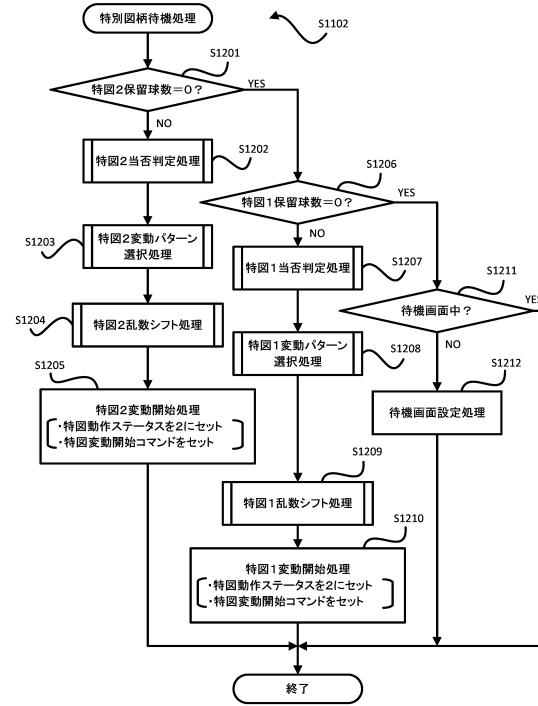 特別図柄待機処理
S1102
S1201
特図2保留球数=0?
YES
NO
S1202
特図2当否判定処理
S1206
特図1保留球数=0?
YES
NO
S1203
特図2変動パターン
選択処理
S1207
特図1当否判定処理
S1211
待機画面中?
YES
NO
S1204
特図2乱数シフト処理
S1208
特図1変動パターン
選択処理
S1205
特図2変動開始処理
・特図動作ステータスを2にセット
・特図変動開始コマンドをセット
S1212
待機画面設定処理
S1209
特図1乱数シフト処理
S1210
特図1変動開始処理
・特図動作ステータスを2にセット
・特図変動開始コマンドをセット
終了